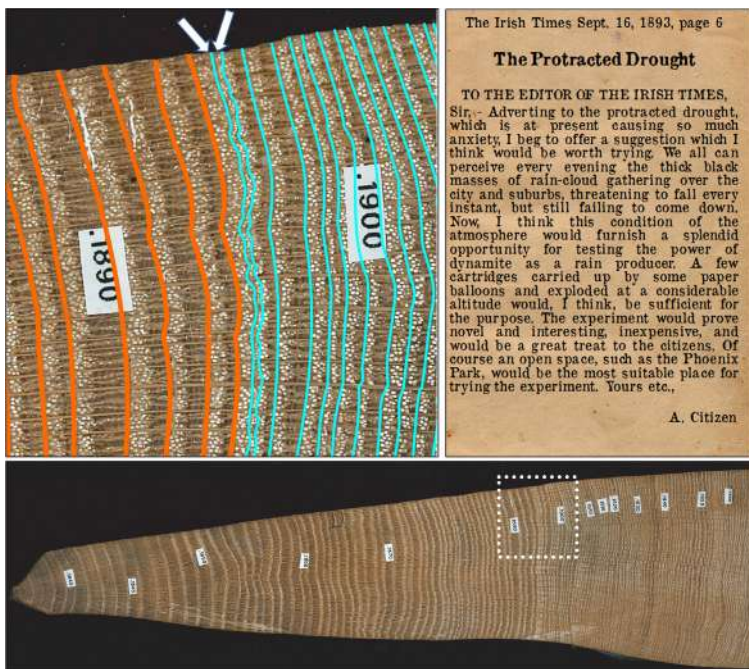 The Irish Times Sept. 16, 1893, page 6
The Protracted Drought
TO THE EDITOR OF THE IRISH TIMES,
Sir, - Adverting to the protracted drought,
which is at present causing so much
anxiety, I beg to offer a suggestion which I
think would be worth trying. We all can
perceive every evening the thick black
masses of rain-cloud gathering over the
city and suburbs, threatening to fall every
instant, but still failing to come down.
Now, I think this condition of the
atmosphere would furnish a splendid
opportunity for testing the power of
dynamite as a rain producer. A few
cartridges carried up by some paper
balloons and exploded at a considerable
altitude would, I think, be sufficient for
the purpose. The experiment would prove
novel and interesting, inexpensive, and
would be a great treat to the citizens. Of
course an open space, such as the Phoenix
Park, would be the most suitable place for
trying the experiment. Yours etc.,
A. Citizen
.1890
.1900